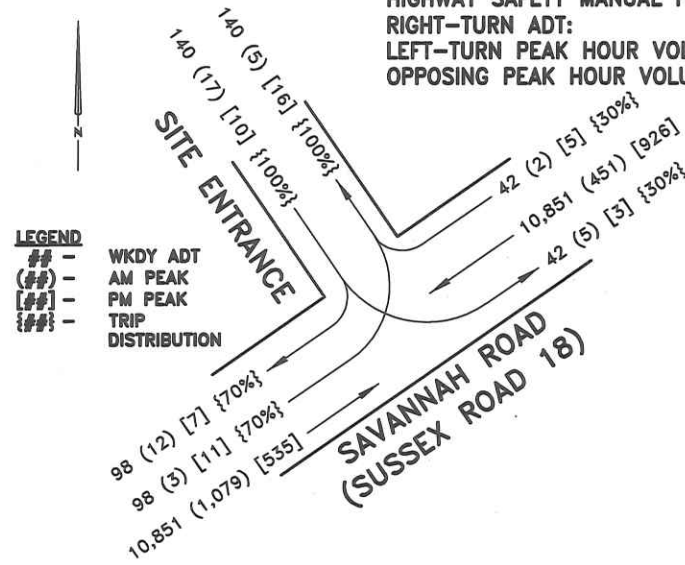 HIGHWAY SAFETY MANUAL
RIGHT-TURN ADT:
LEFT-TURN PEAK HOUR
OPPOSING PEAK HOUR
140 (5) [16] {100%}
140 (17) [10] {100%}
SITE ENTRANCE
N
42 (2) [5] {30%}
10,851 (451) [926]
42 (5) [3] {30%}
LEGEND
## - WKDY ADT
(##) - AM PEAK
[##] - PM PEAK
{##} - TRIP
DISTRIBUTION
98 (12) [7] {70%}
98 (3) [11] {70%}
10,851 (1,079) [535]
SAVANNAH ROAD
(SUSSEX ROAD 18)